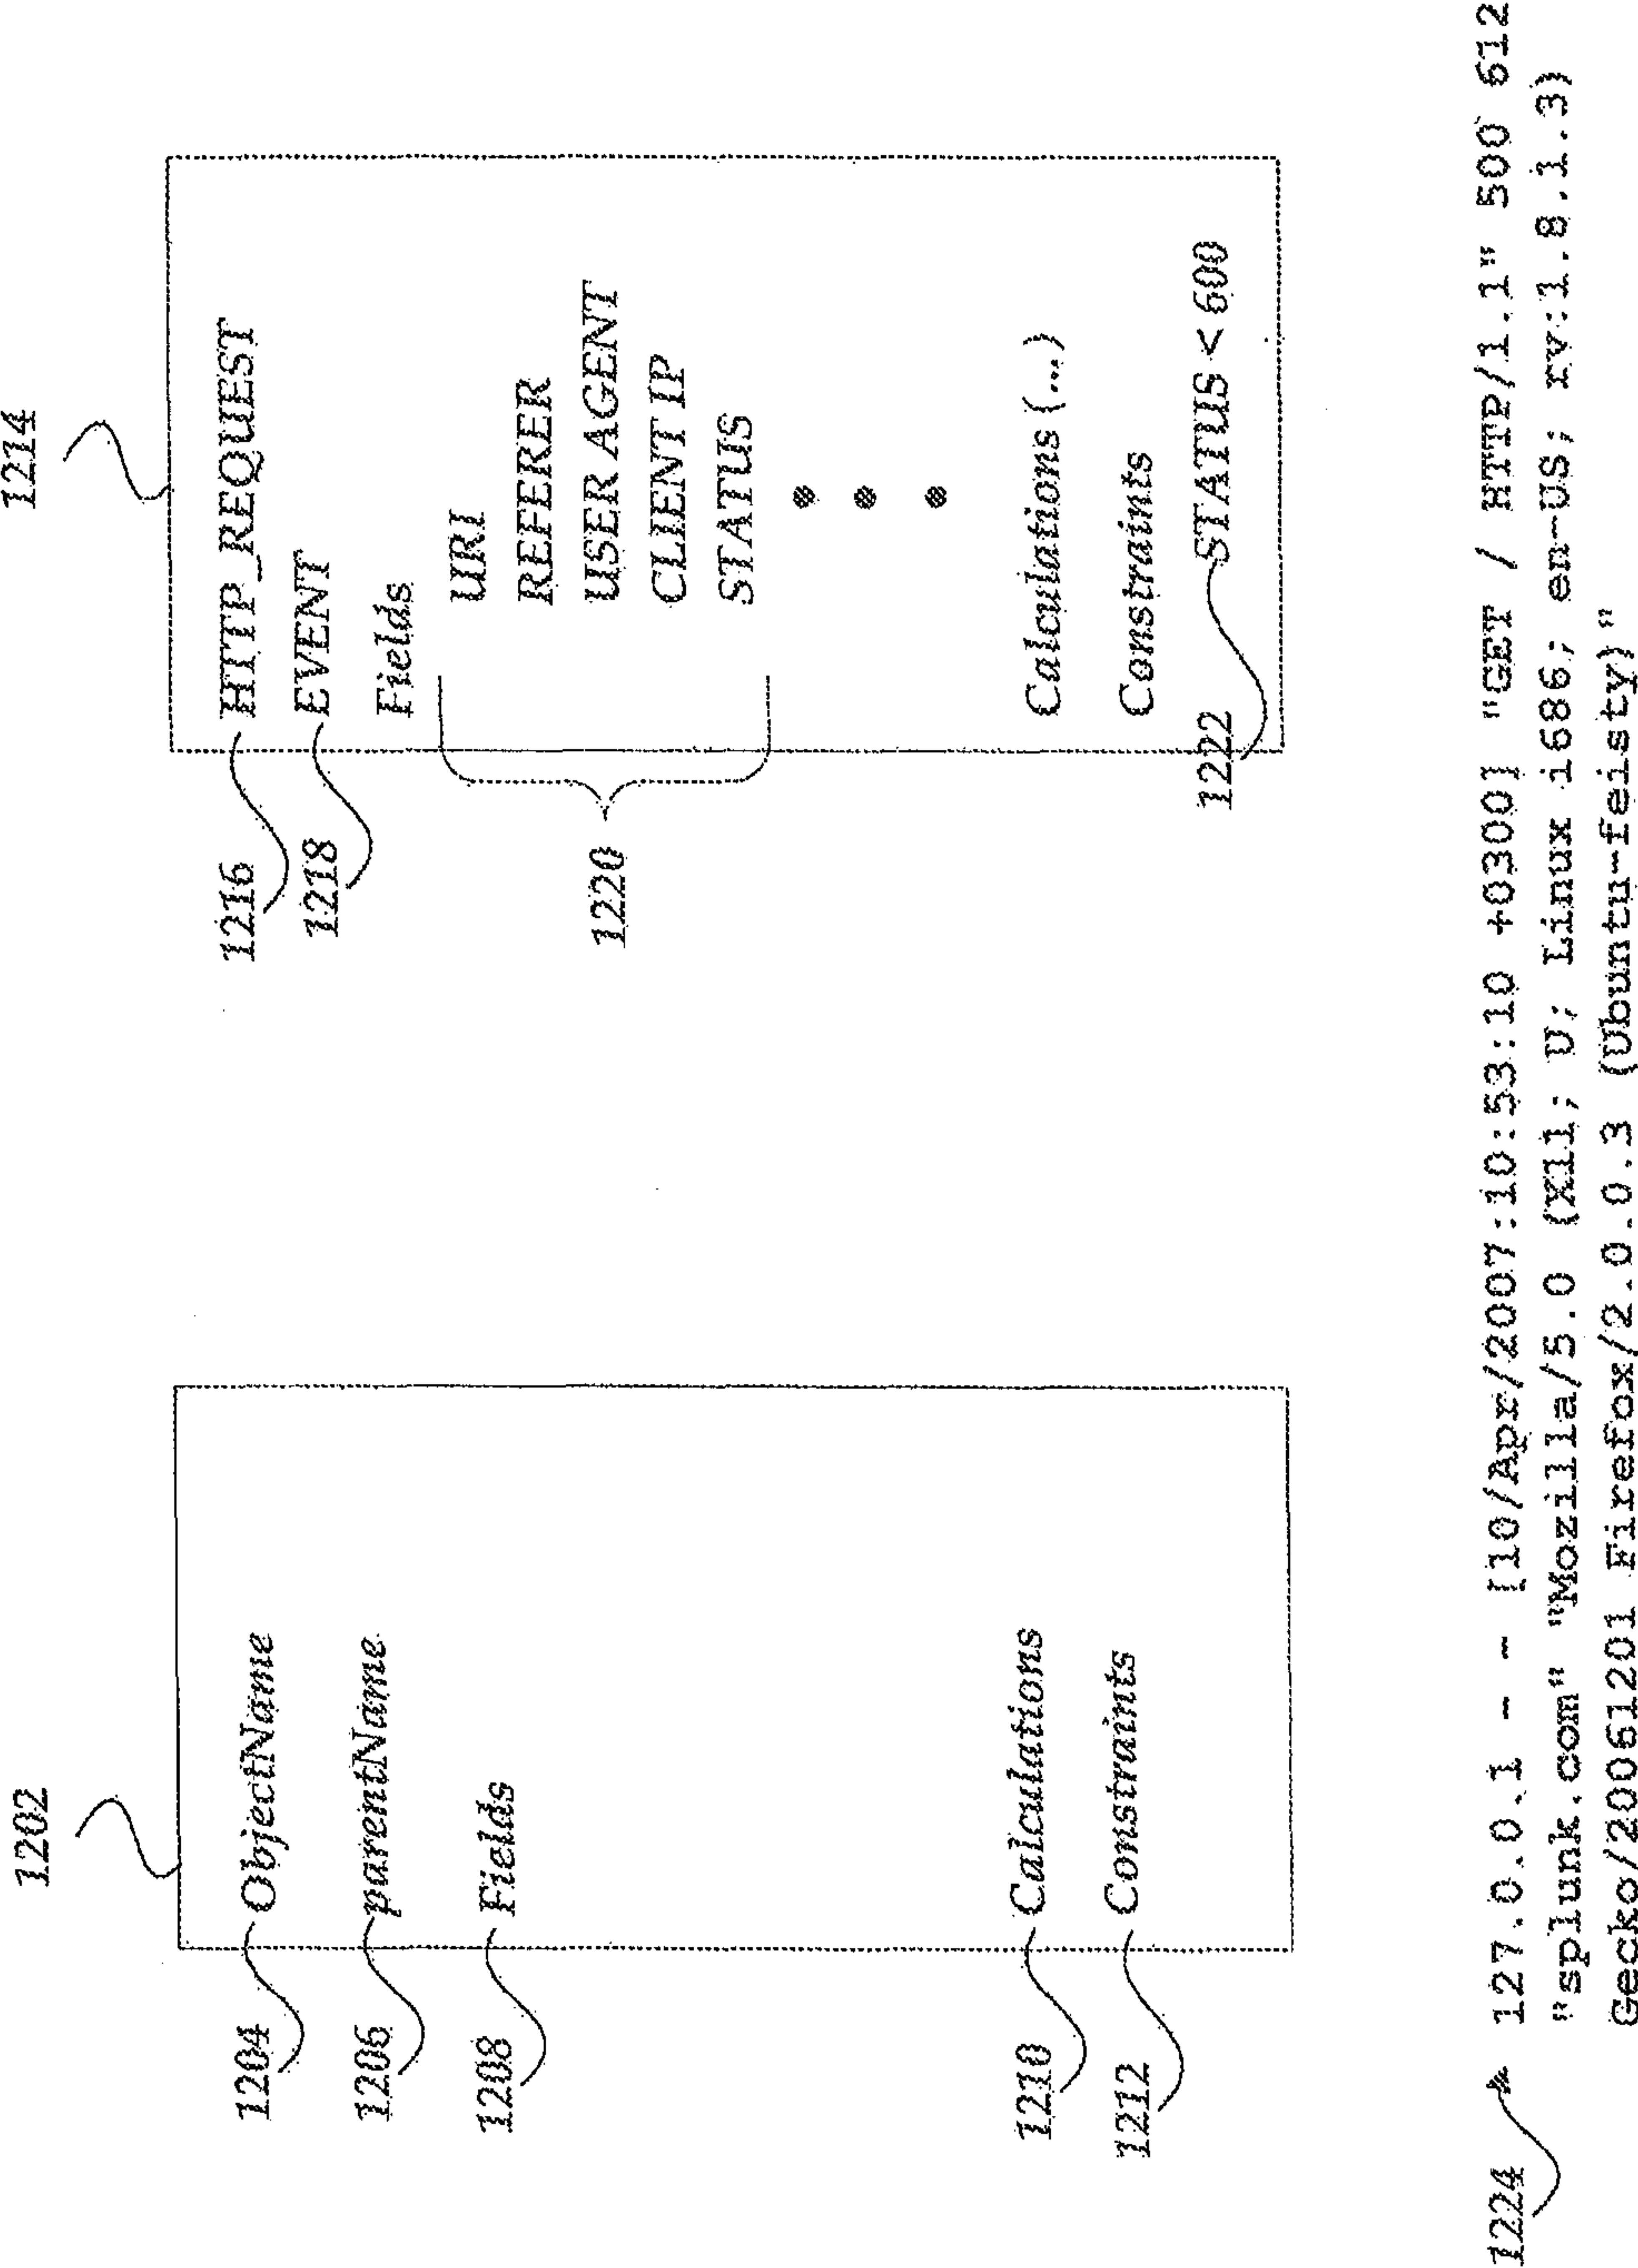 1202
1204
ObjectName
1206
parentName
1208
Fields
1210
Calculations
1212
Constraints
1214
1216
HTTP_REQUEST
1218
EVENT
Fields
1220
URI
REFERER
USER AGENT
CLIENT IP
STATUS
Calculations (...)
Constraints
1222
STATUS < 600
1224
127.0.0.1 - - [10/Apr/2007:10:53:10 +0300] "GET / HTTP/1.1" 500 612
"splunk.com" "Mozilla/5.0 (X11; U; Linux i686; en-US; rv:1.8.1.3)
Gecko/20061201 Firefox/2.0.0.3 (Ubuntu-feisty)"